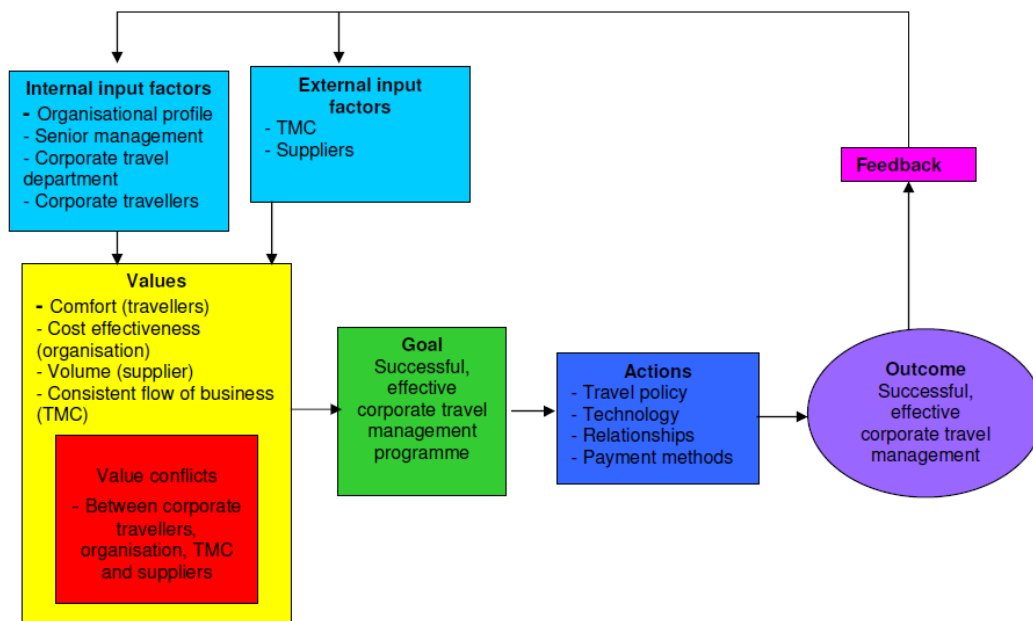 Internal input factors
- Organisational profile
- Senior management
- Corporate travel
department
- Corporate travellers
External input
factors
- TMC
- Suppliers
Feedback
Values
- Comfort (travellers)
- Cost effectiveness
(organisation)
- Volume (supplier)
- Consistent flow of business
(TMC)
Value conflicts
- Between corporate
travellers,
organisation, TMC
and suppliers
Goal
Successful,
effective
corporate travel
management
programme
Actions
- Travel policy
- Technology
- Relationships
- Payment methods
Outcome
Successful,
effective
corporate travel
management